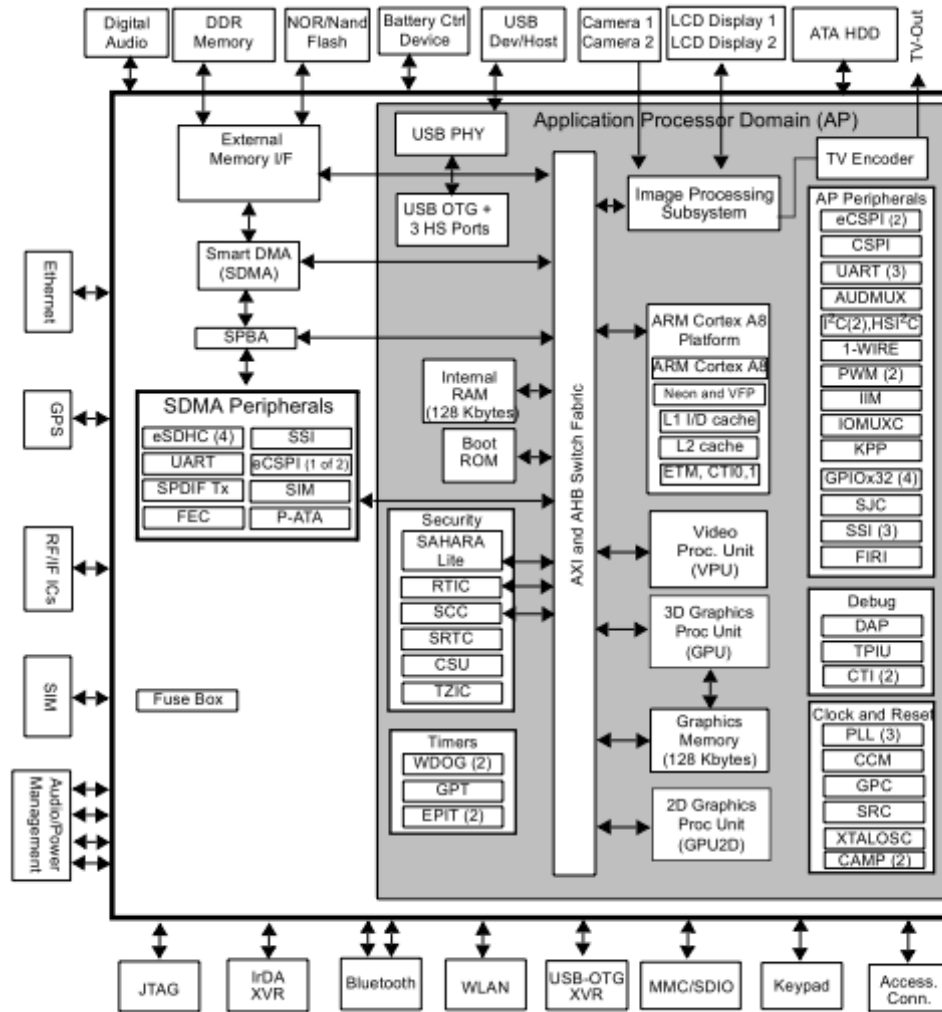 Digital
Audio
DDR
Memory
NOR/Nand
Flash
Battery Ctrl
Device
USB
Dev/Host
Camera 1
Camera 2
LCD Display 1
LCD Display 2
ATA HDD
TV-Out
Application Processor Domain (AP)
External
Memory I/F
USB PHY
USB OTG +
3 HS Ports
Image Processing
Subsystem
TV Encoder
Smart DMA
(SDMA)
SPBA
SDMA Peripherals
eSDHC (4)
SSI
UART
eCSPI (1 of 2)
SPDIF Tx
SIM
FEC
P-ATA
Fuse Box
Internal
RAM
(128 Kbytes)
Boot
ROM
Security
SAHARA
Lite
RTIC
SCC
SRTC
CSU
TZIC
Timers
WDOG (2)
GPT
EPIT (2)
AXI and AHB Switch Fabric
ARM Cortex A8
Platform
ARM Cortex A8
Neon and VFP
L1 I/D cache
L2 cache
ETM, CTI0,1
Video
Proc. Unit
(VPU)
3D Graphics
Proc Unit
(GPU)
Graphics
Memory
(128 Kbytes)
2D Graphics
Proc Unit
(GPU2D)
AP Peripherals
eCSPI (2)
CSPI
UART (3)
AUDMUX
I²C(2),HSI²C
1-WIRE
PWM (2)
IIM
IOMUXC
KPP
GPIOx32 (4)
SJC
SSI (3)
FIRI
Debug
DAP
TPIU
CTI (2)
Clock and Reset
PLL (3)
CCM
GPC
SRC
XTALOSC
CAMP (2)
Ethernet
GPS
RF/IF ICs
SIM
Audio/Power
Management
JTAG
IrDA
XVR
Bluetooth
WLAN
USB-OTG
XVR
MMC/SDIO
Keypad
Access.
Conn.